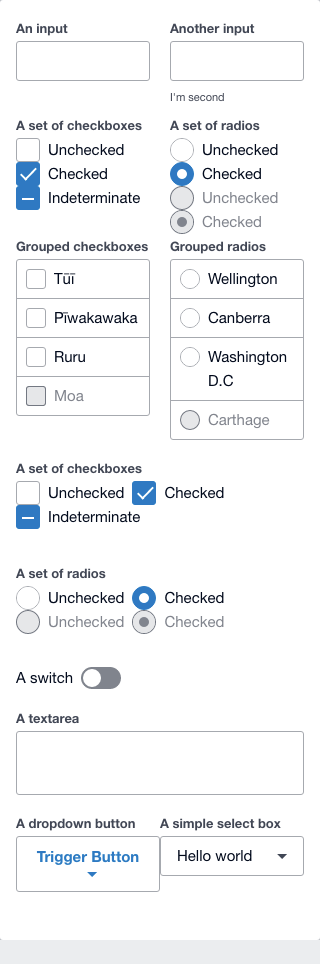 An input
Another input
I'm second
A set of checkboxes
Unchecked
Checked
Indeterminate
A set of radios
Unchecked
Checked
Unchecked
Checked
Grouped checkboxes
Tūī
Pīwakawaka
Ruru
Moa
Grouped radios
Wellington
Canberra
Washington
D.C
Carthage
A set of checkboxes
Unchecked Checked
Indeterminate
A set of radios
Unchecked Checked
Unchecked Checked
A switch
A textarea
A dropdown button
Trigger Button
A simple select box
Hello world